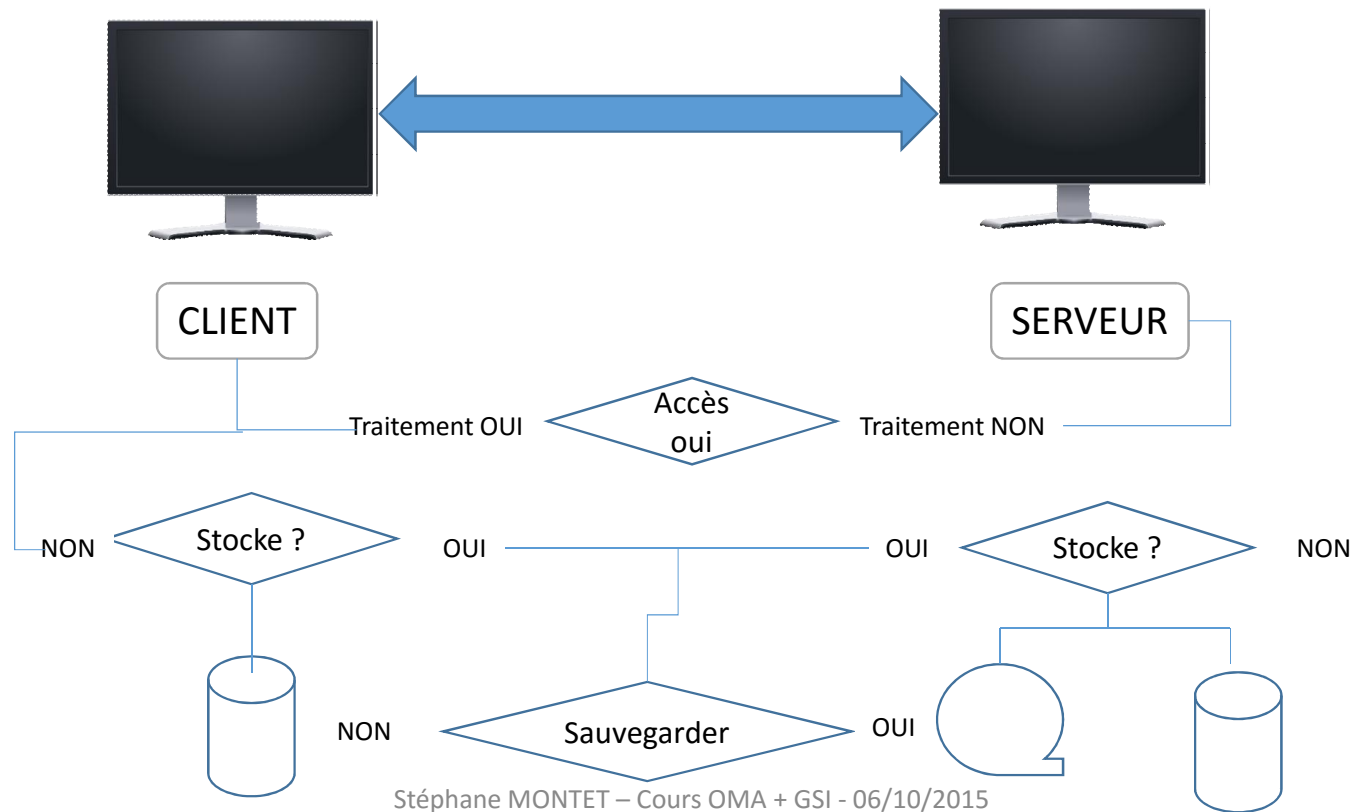 CLIENT
SERVEUR
Traitement OUI
Accès
oui
Traitement NON
NON
Stocke ?
OUI
OUI
Stocke ?
NON
NON
Sauvegarder
OUI
Stéphane MONTET – Cours OMA + GSI - 06/10/2015